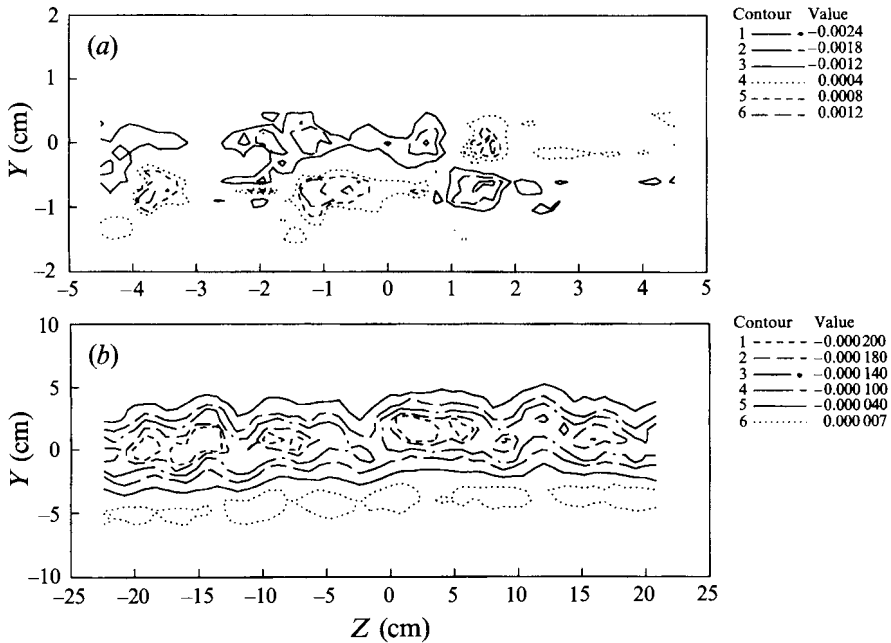 (a)
Y (cm)
2
1
0
–1
–2
–5 –4 –3 –2 –1 0 1 2 3 4 5
Contour Value
1 –0.0024
2 –0.0018
3 –0.0012
4 0.0004
5 0.0008
6 0.0012
(b)
Y (cm)
10
5
0
–5
–10
–25 –20 –15 –10 –5 0 5 10 15 20 25
Z (cm)
Contour Value
1 –0.000 200
2 –0.000 180
3 –0.000 140
4 –0.000 100
5 –0.000 040
6 0.000 007